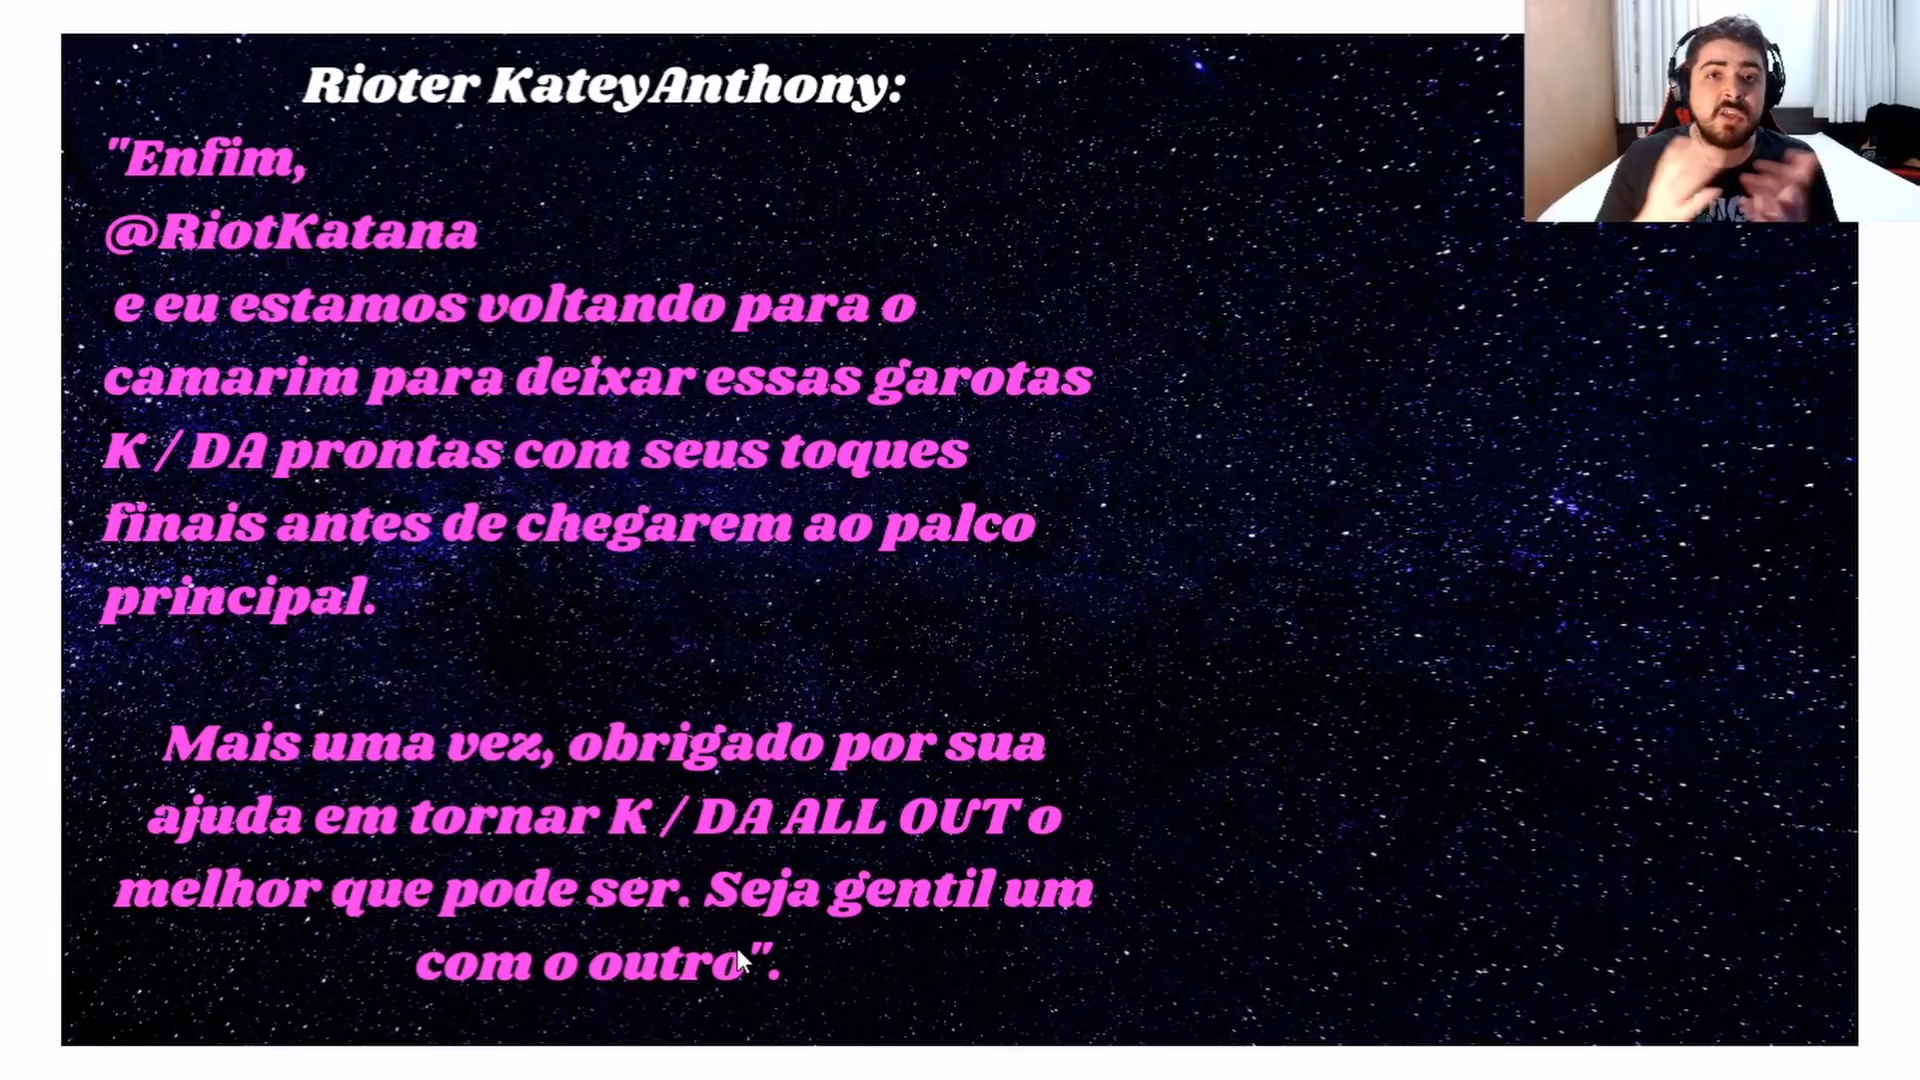 Rioter KateyAnthony:
"Enfim,
@RiotKatana
e eu estamos voltando para o
camarim para deixar essas garotas
K / DA prontas com seus toques
finais antes de chegarem ao palco
principal.
Mais uma vez, obrigado por sua
ajuda em tornar K / DA ALL OUT o
melhor que pode ser. Seja gentil um
com o outro".